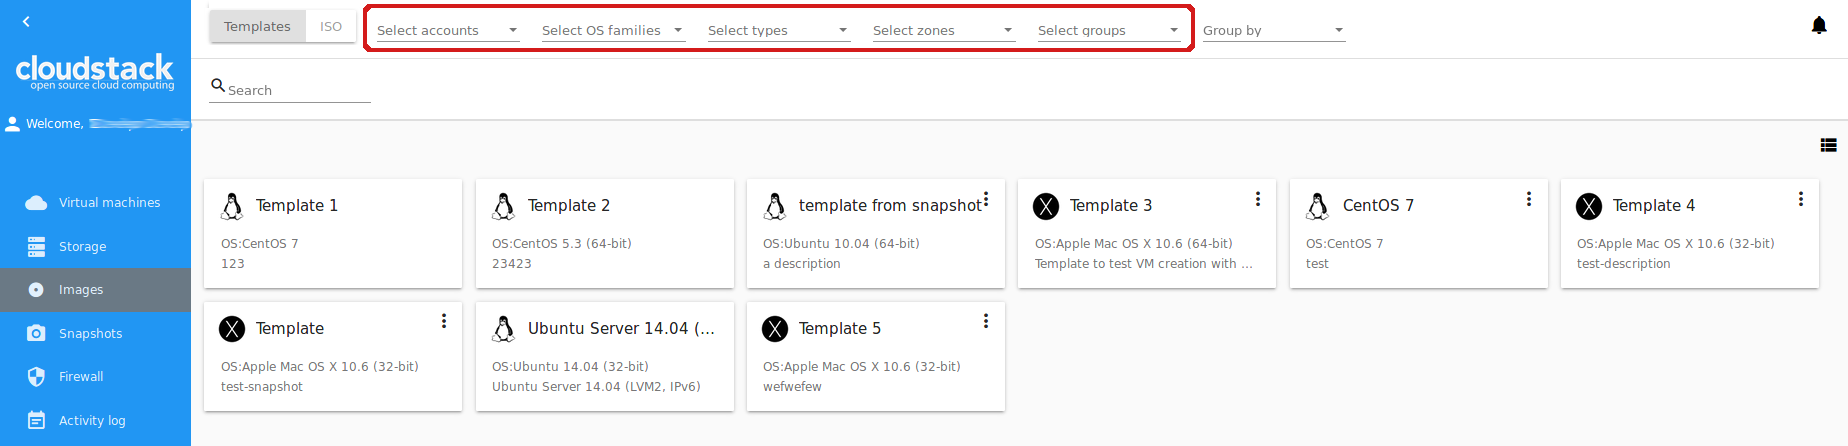 Templates ISO Select accounts Select OS families Select types Select zones Select groups Group by
cloudstack
open source cloud computing
Search
Welcome,
Virtual machines
Storage
Images
Snapshots
Firewall
Activity log
Template 1
OS:CentOS 7
123
Template 2
OS:CentOS 5.3 (64-bit)
23423
template from snapshot
OS:Ubuntu 10.04 (64-bit)
a description
Template 3
OS:Apple Mac OS X 10.6 (64-bit)
Template to test VM creation with ...
CentOS 7
OS:CentOS 7
test
Template 4
OS:Apple Mac OS X 10.6 (32-bit)
test-description
Template
OS:Apple Mac OS X 10.6 (32-bit)
test-snapshot
Ubuntu Server 14.04 (...
OS:Ubuntu 14.04 (32-bit)
Ubuntu Server 14.04 (LVM2, IPv6)
Template 5
OS:Apple Mac OS X 10.6 (32-bit)
wefwefew